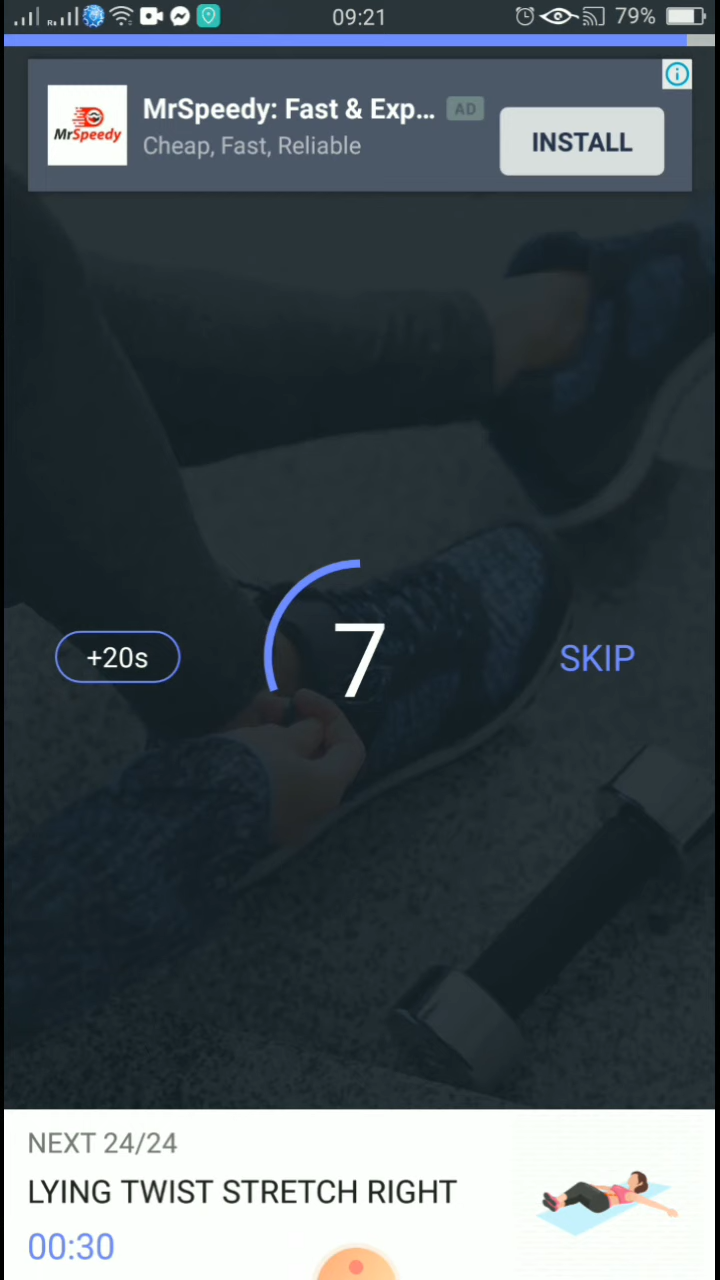 09:21
79%
MrSpeedy: Fast & Exp...
AD
Cheap, Fast, Reliable
INSTALL
MrSpeedy
+20s
7
SKIP
NEXT 24/24
LYING TWIST STRETCH RIGHT
00:30